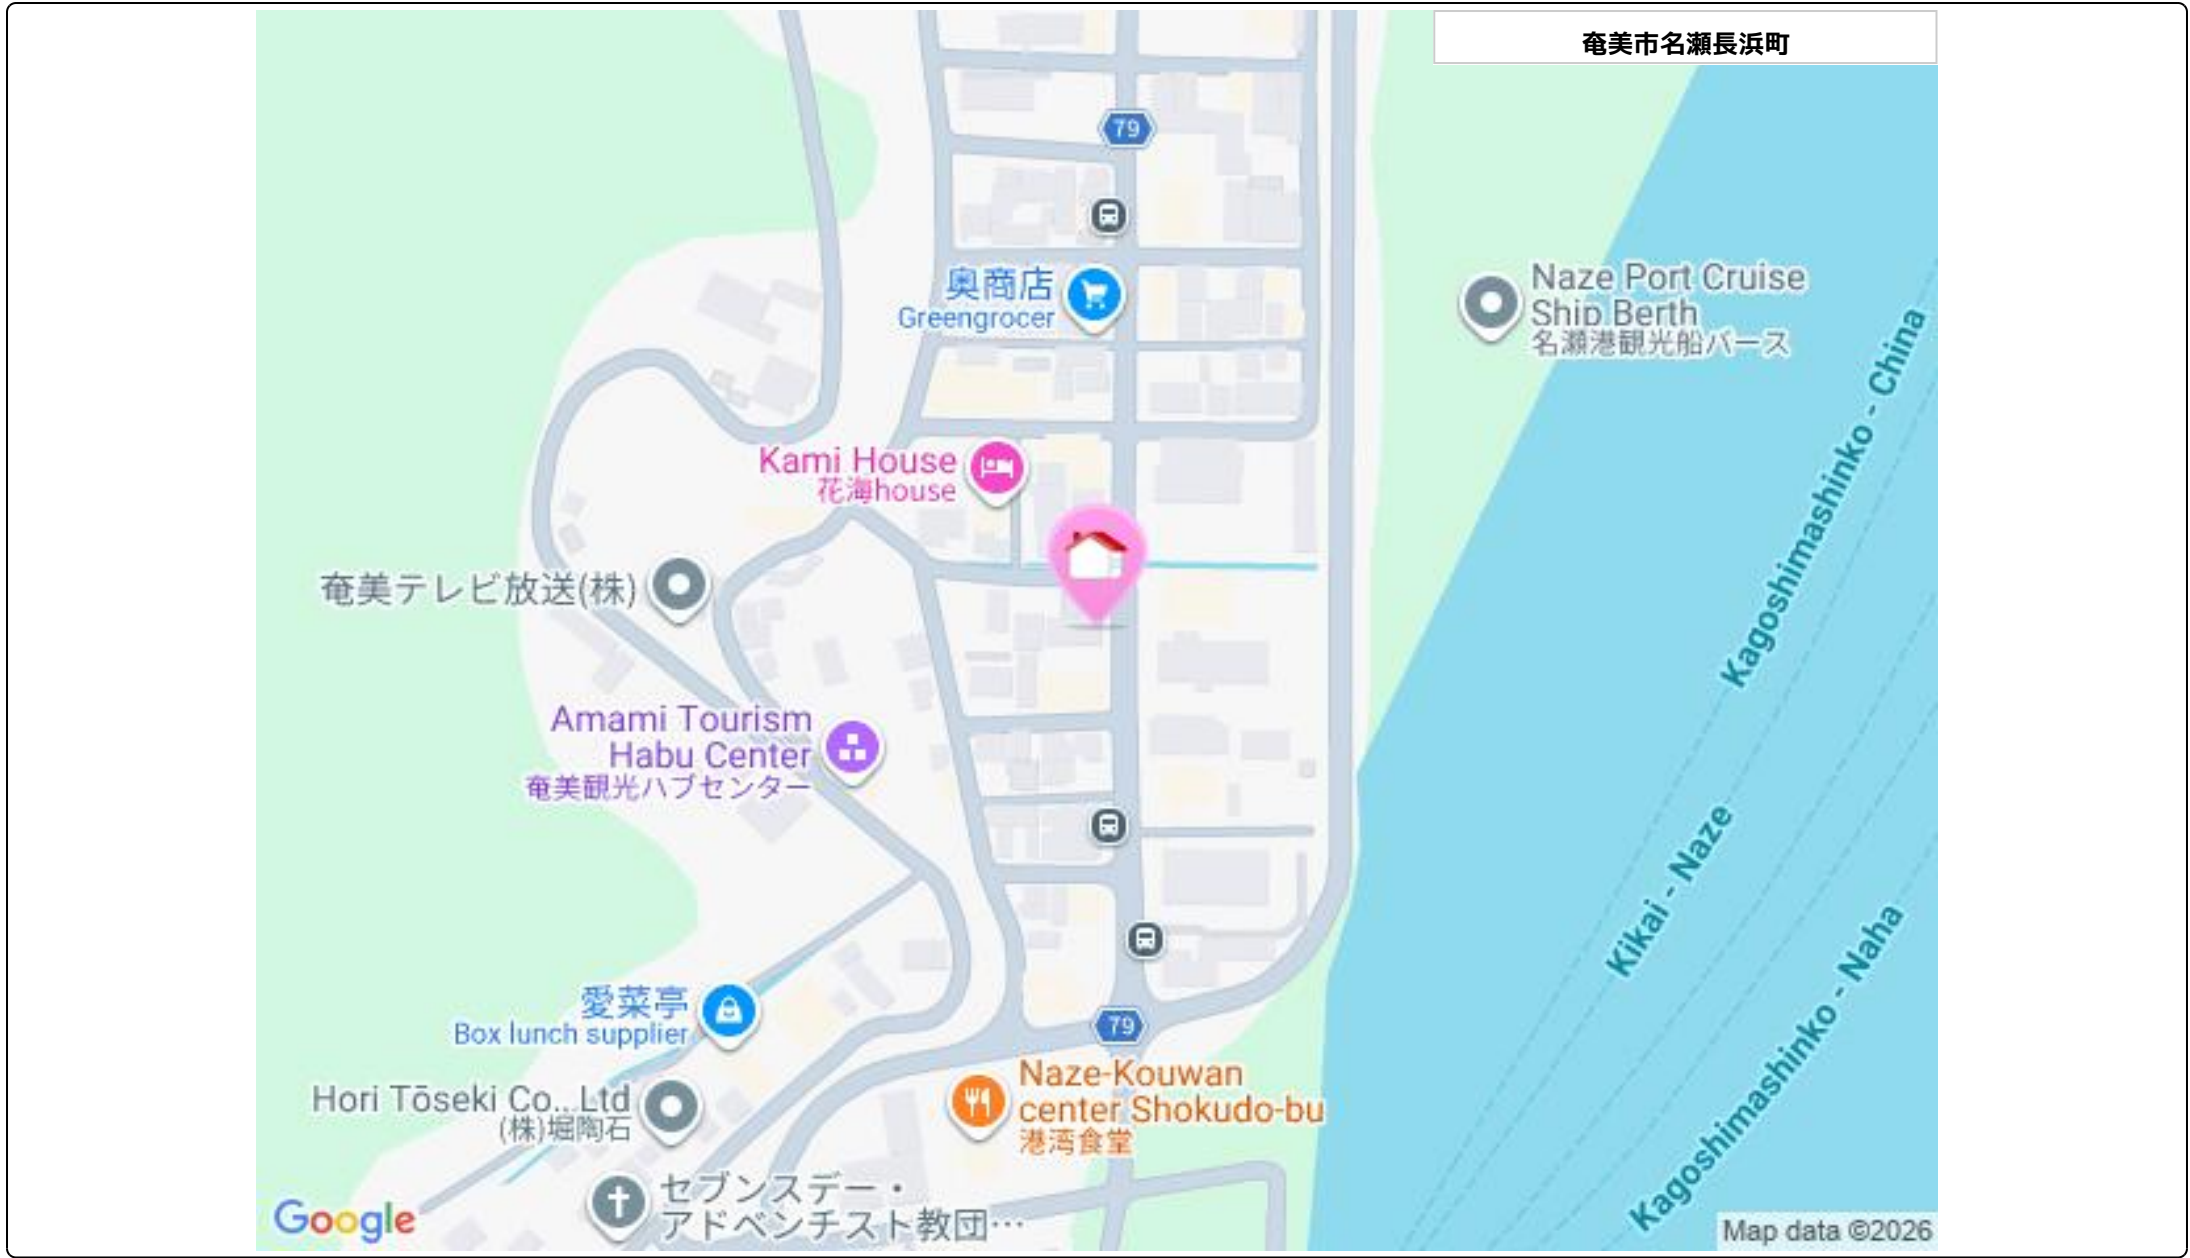 奄美市名瀬長浜町
79
奥商店
Greengrocer
Naze Port Cruise
Ship Berth
名瀬港観光船バース
Kagoshimashinko - China
Kami House
花海house
奄美テレビ放送(株)
Amami Tourism
Habu Center
奄美観光ハブセンター
Kikai - Naze
Kagoshimashinko - Naha
愛菜亭
Box lunch supplier
79
Naze-Kouwan
center Shokudo-bu
港湾食堂
Hori Tōseki Co., Ltd
(株)堀陶石
セブンスデー・
アドベンチスト教団…
Google
Map data ©2026